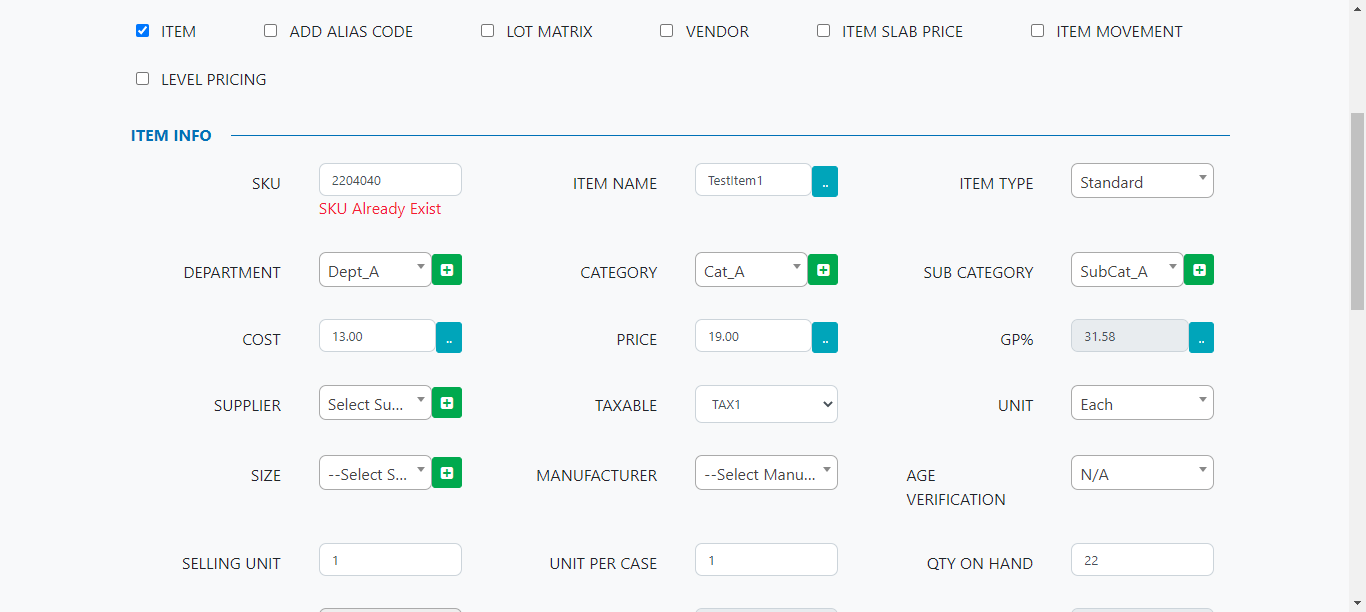 ITEM ADD ALIAS CODE LOT MATRIX VENDOR ITEM SLAB PRICE ITEM MOVEMENT
LEVEL PRICING
ITEM INFO
SKU 2204040 ITEM NAME TestItem1 .. ITEM TYPE Standard
SKU Already Exist
DEPARTMENT Dept_A CATEGORY Cat_A SUB CATEGORY SubCat_A
COST 13.00 .. PRICE 19.00 .. GP% 31.58 ..
SUPPLIER Select Su... TAXABLE TAX1 UNIT Each
SIZE --Select S... MANUFACTURER --Select Manu... AGE VERIFICATION N/A
SELLING UNIT 1 UNIT PER CASE 1 QTY ON HAND 22